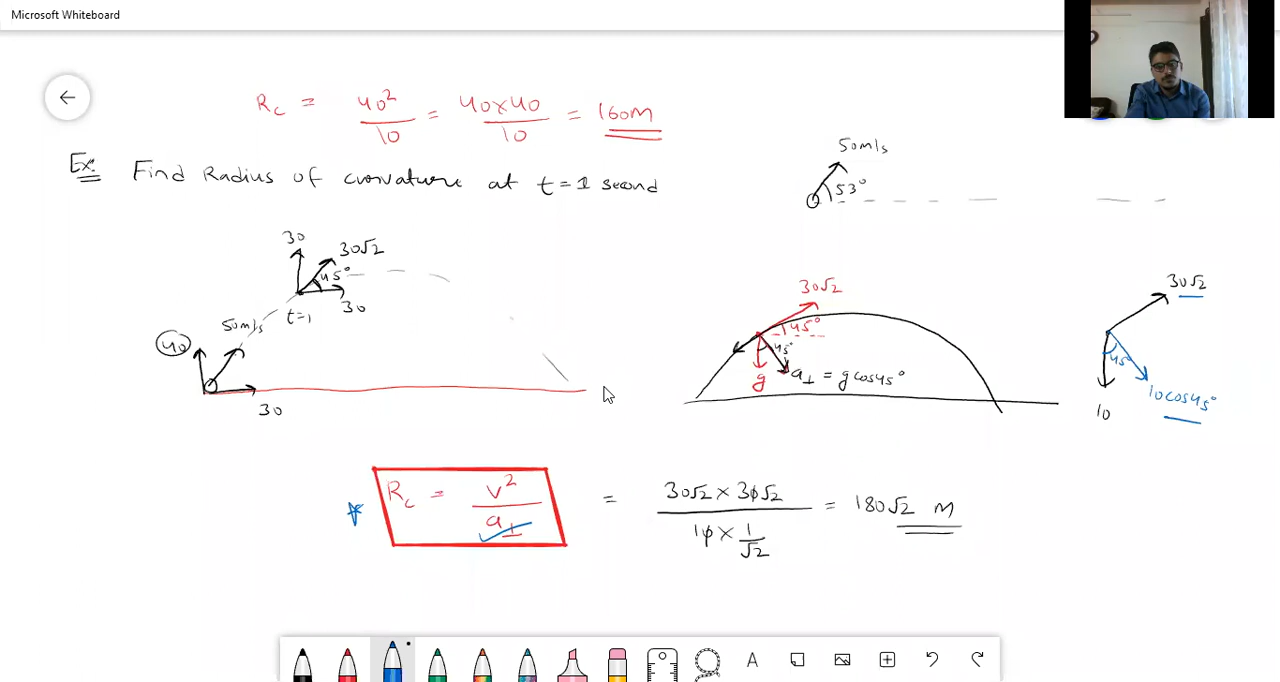 Microsoft Whiteboard
Rc = 40²/10 = 40×40/10 = 160m
50m/s
53°
Ex: Find Radius of curvature at t=1 second
30
30√2
45°
30
t=1
50m/s
40
30
30√2
45°
45°
g
a⊥ = g cos45°
30√2
45°
10
10cos45°
Rc = v²/a⊥ = 30√2 × 30√2/10 × 1/√2 = 180√2 m
A